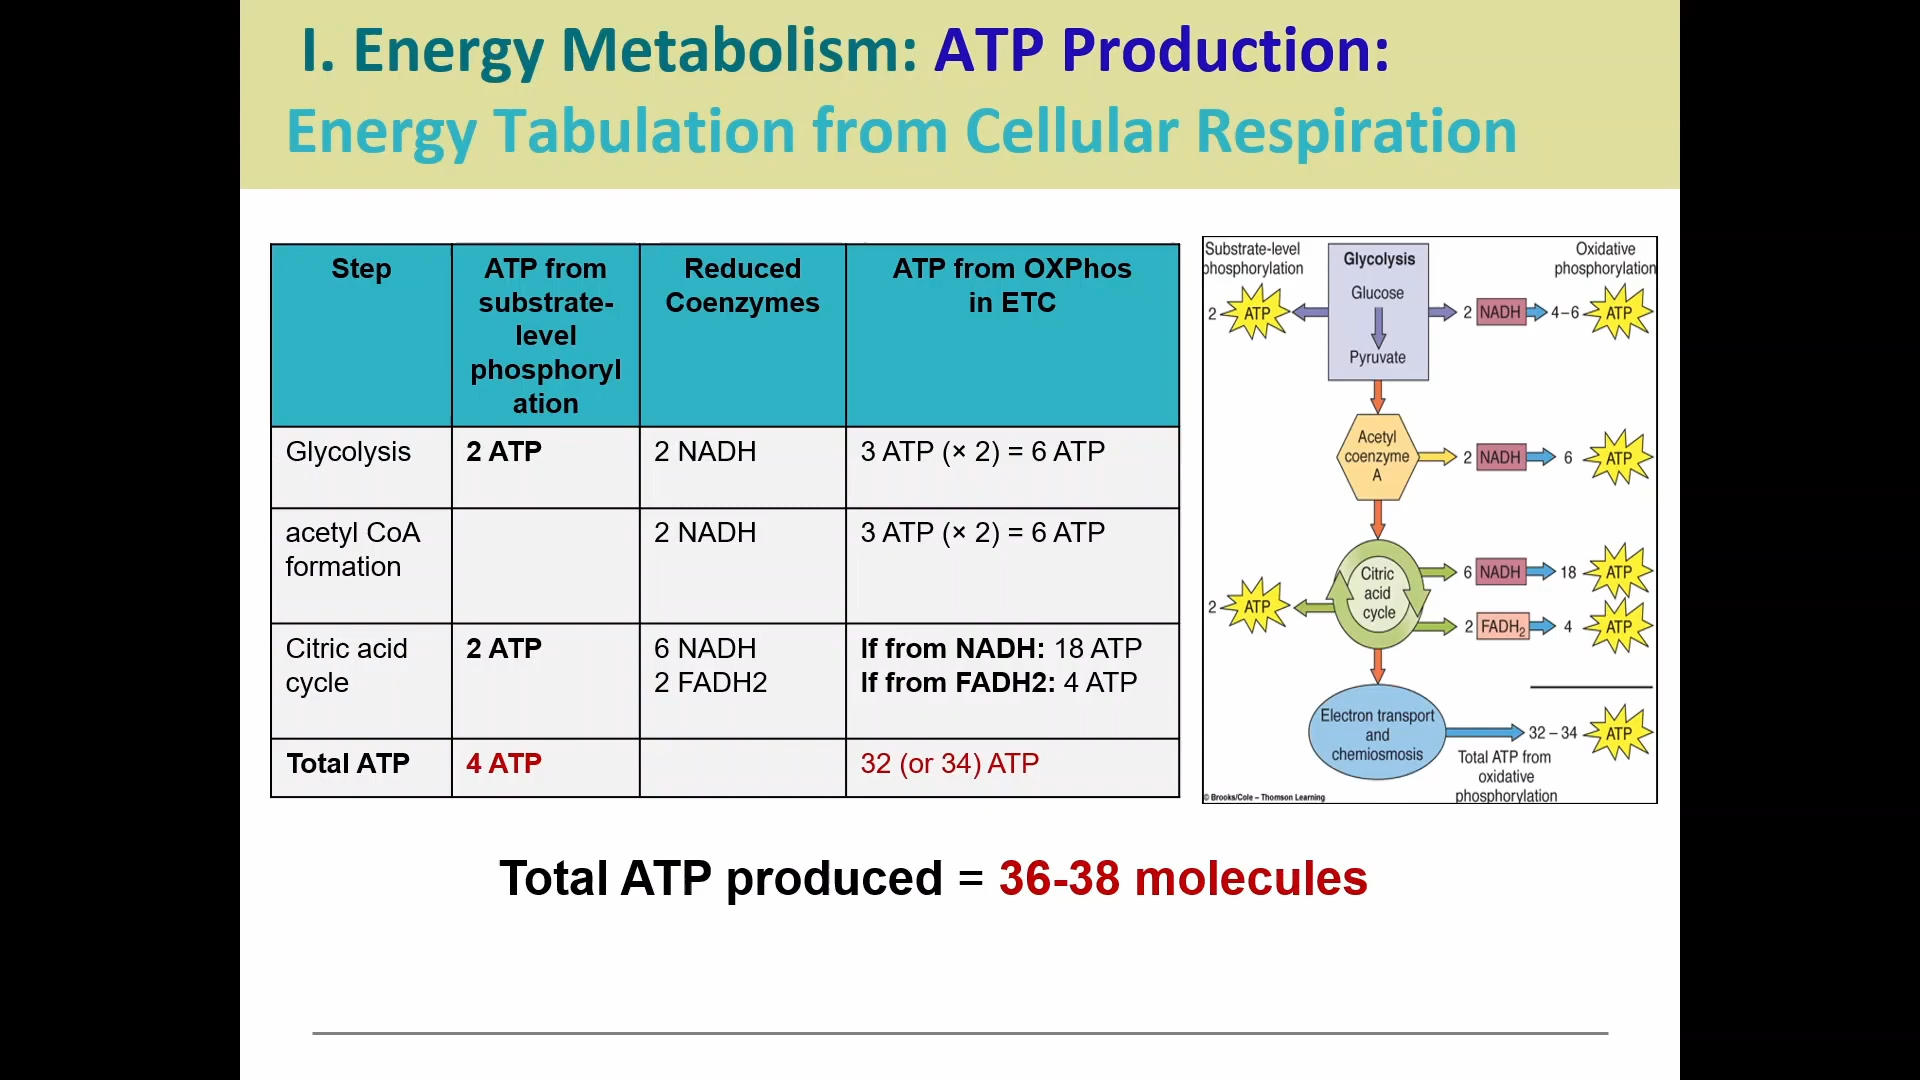 I. Energy Metabolism: ATP Production:
Energy Tabulation from Cellular Respiration
Step
ATP from
substrate-
level
phosphoryl
ation
Reduced
Coenzymes
ATP from OXPhos
in ETC
Glycolysis
2 ATP
2 NADH
3 ATP (× 2) = 6 ATP
acetyl CoA
formation
2 NADH
3 ATP (× 2) = 6 ATP
Citric acid
cycle
2 ATP
6 NADH
2 FADH2
If from NADH: 18 ATP
If from FADH2: 4 ATP
Total ATP
4 ATP
32 (or 34) ATP
Substrate-level
phosphorylation
Glycolysis
Oxidative
phosphorylation
Glucose
2 ATP
2 NADH 4–6 ATP
Pyruvate
Acetyl
coenzyme
A
2 NADH 6 ATP
Citric
acid
cycle
6 NADH 18 ATP
2 ATP
2 FADH₂ 4 ATP
Electron transport
and
chemiosmosis
32 – 34 ATP
Total ATP from
oxidative
phosphorylation
© Brooks/Cole – Thomson Learning
Total ATP produced = 36-38 molecules